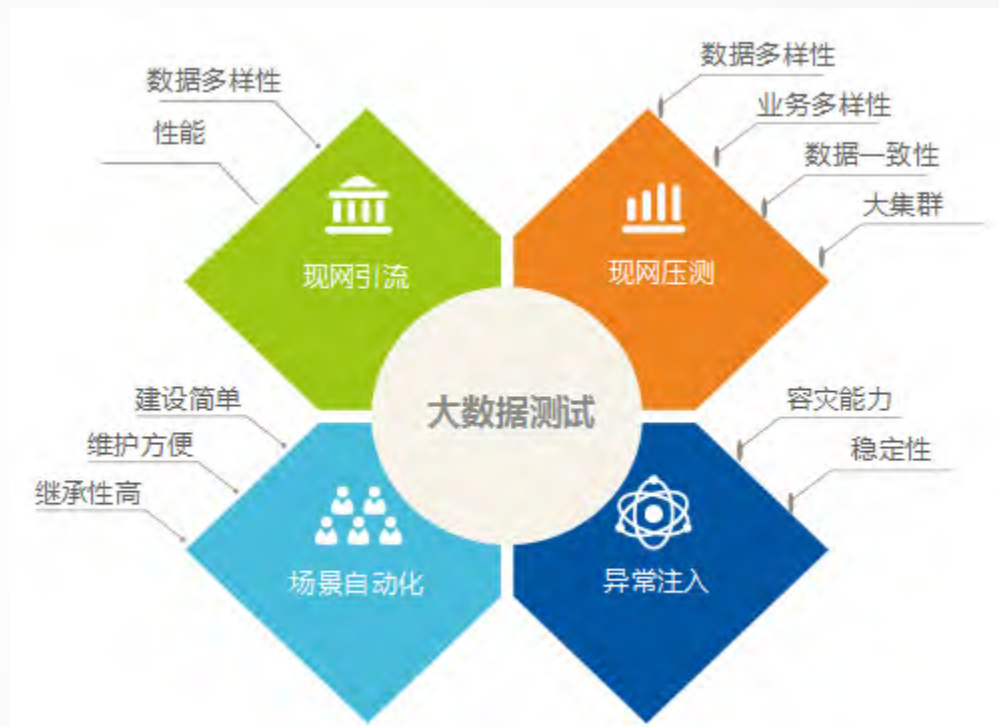 数据多样性
性能
现网引流
数据多样性
业务多样性
数据一致性
大集群
现网压测
大数据测试
建设简单
维护方便
继承性高
场景自动化
容灾能力
稳定性
异常注入